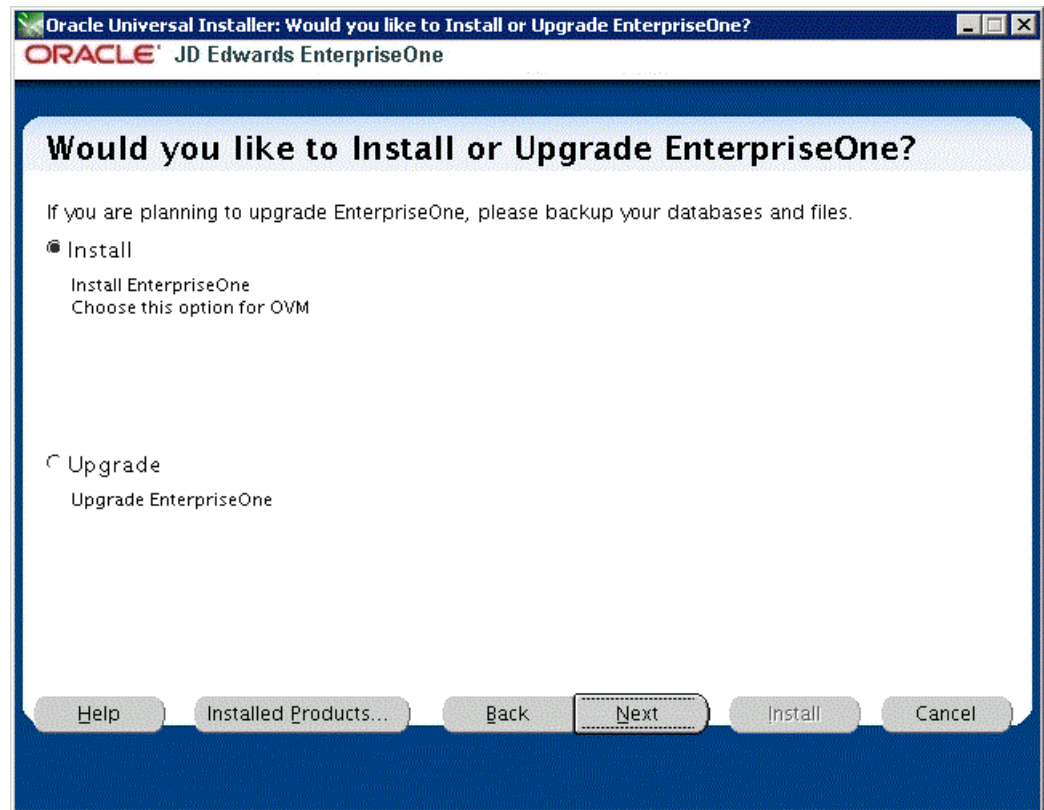 Oracle Universal Installer: Would you like to Install or Upgrade EnterpriseOne?
ORACLE' JD Edwards EnterpriseOne
Would you like to Install or Upgrade EnterpriseOne?
If you are planning to upgrade EnterpriseOne, please backup your databases and files.
Install
Install EnterpriseOne
Choose this option for OVM
Upgrade
Upgrade EnterpriseOne
Help Installed Products... Back Next Install Cancel